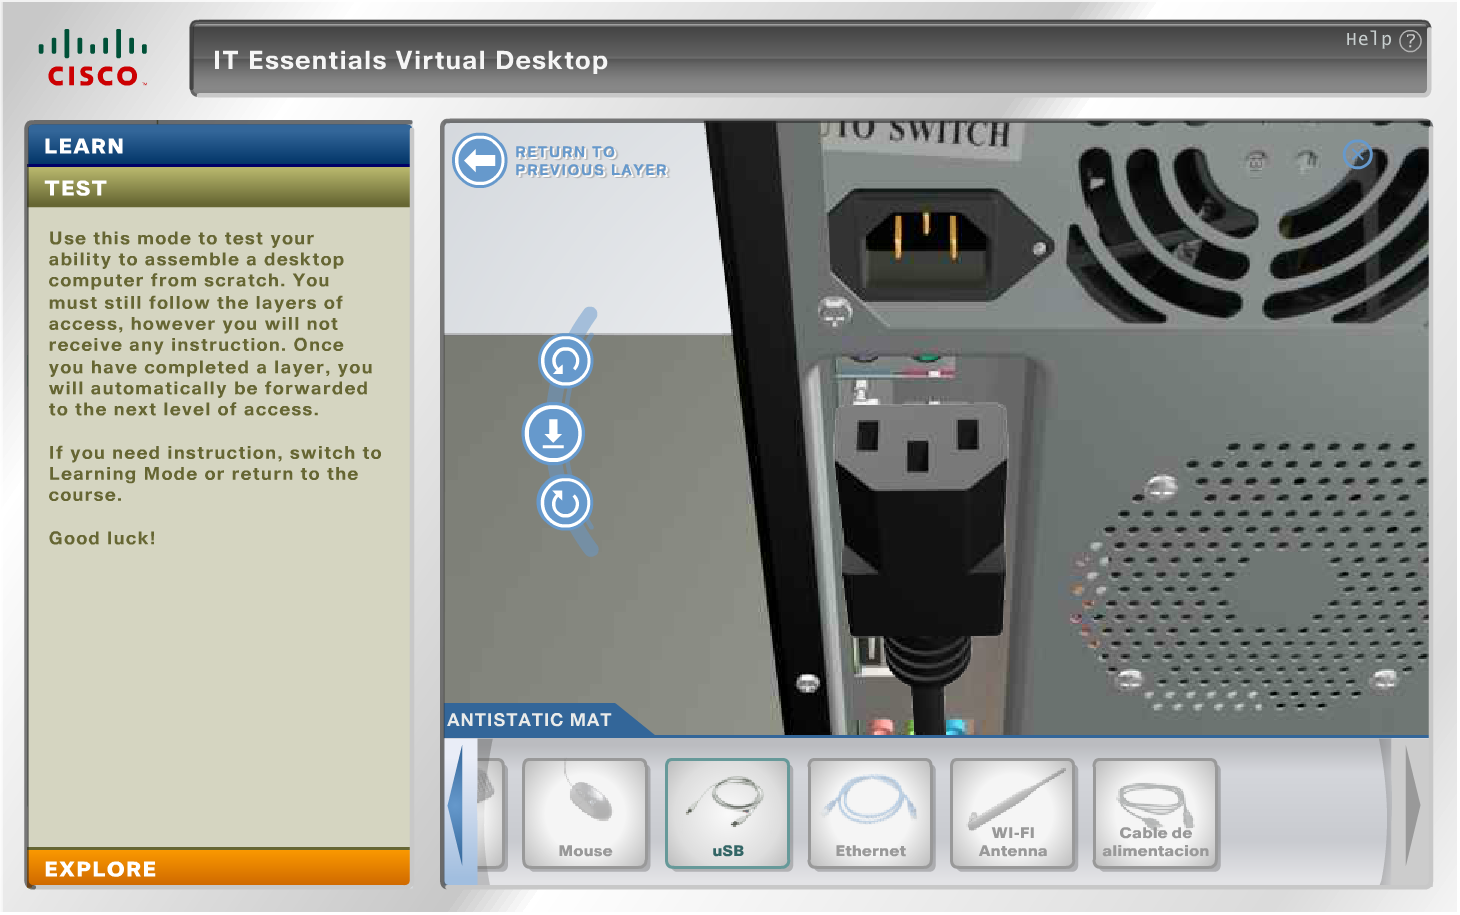 CISCO
IT Essentials Virtual Desktop
Help ?
LEARN
TEST
Use this mode to test your
ability to assemble a desktop
computer from scratch. You
must still follow the layers of
access, however you will not
receive any instruction. Once
you have completed a layer, you
will automatically be forwarded
to the next level of access.
If you need instruction, switch to
Learning Mode or return to the
course.
Good luck!
EXPLORE
RETURN TO
PREVIOUS LAYER
SWITCH
ANTISTATIC MAT
Mouse
uSB
Ethernet
WI-FI
Antenna
Cable de
alimentacion